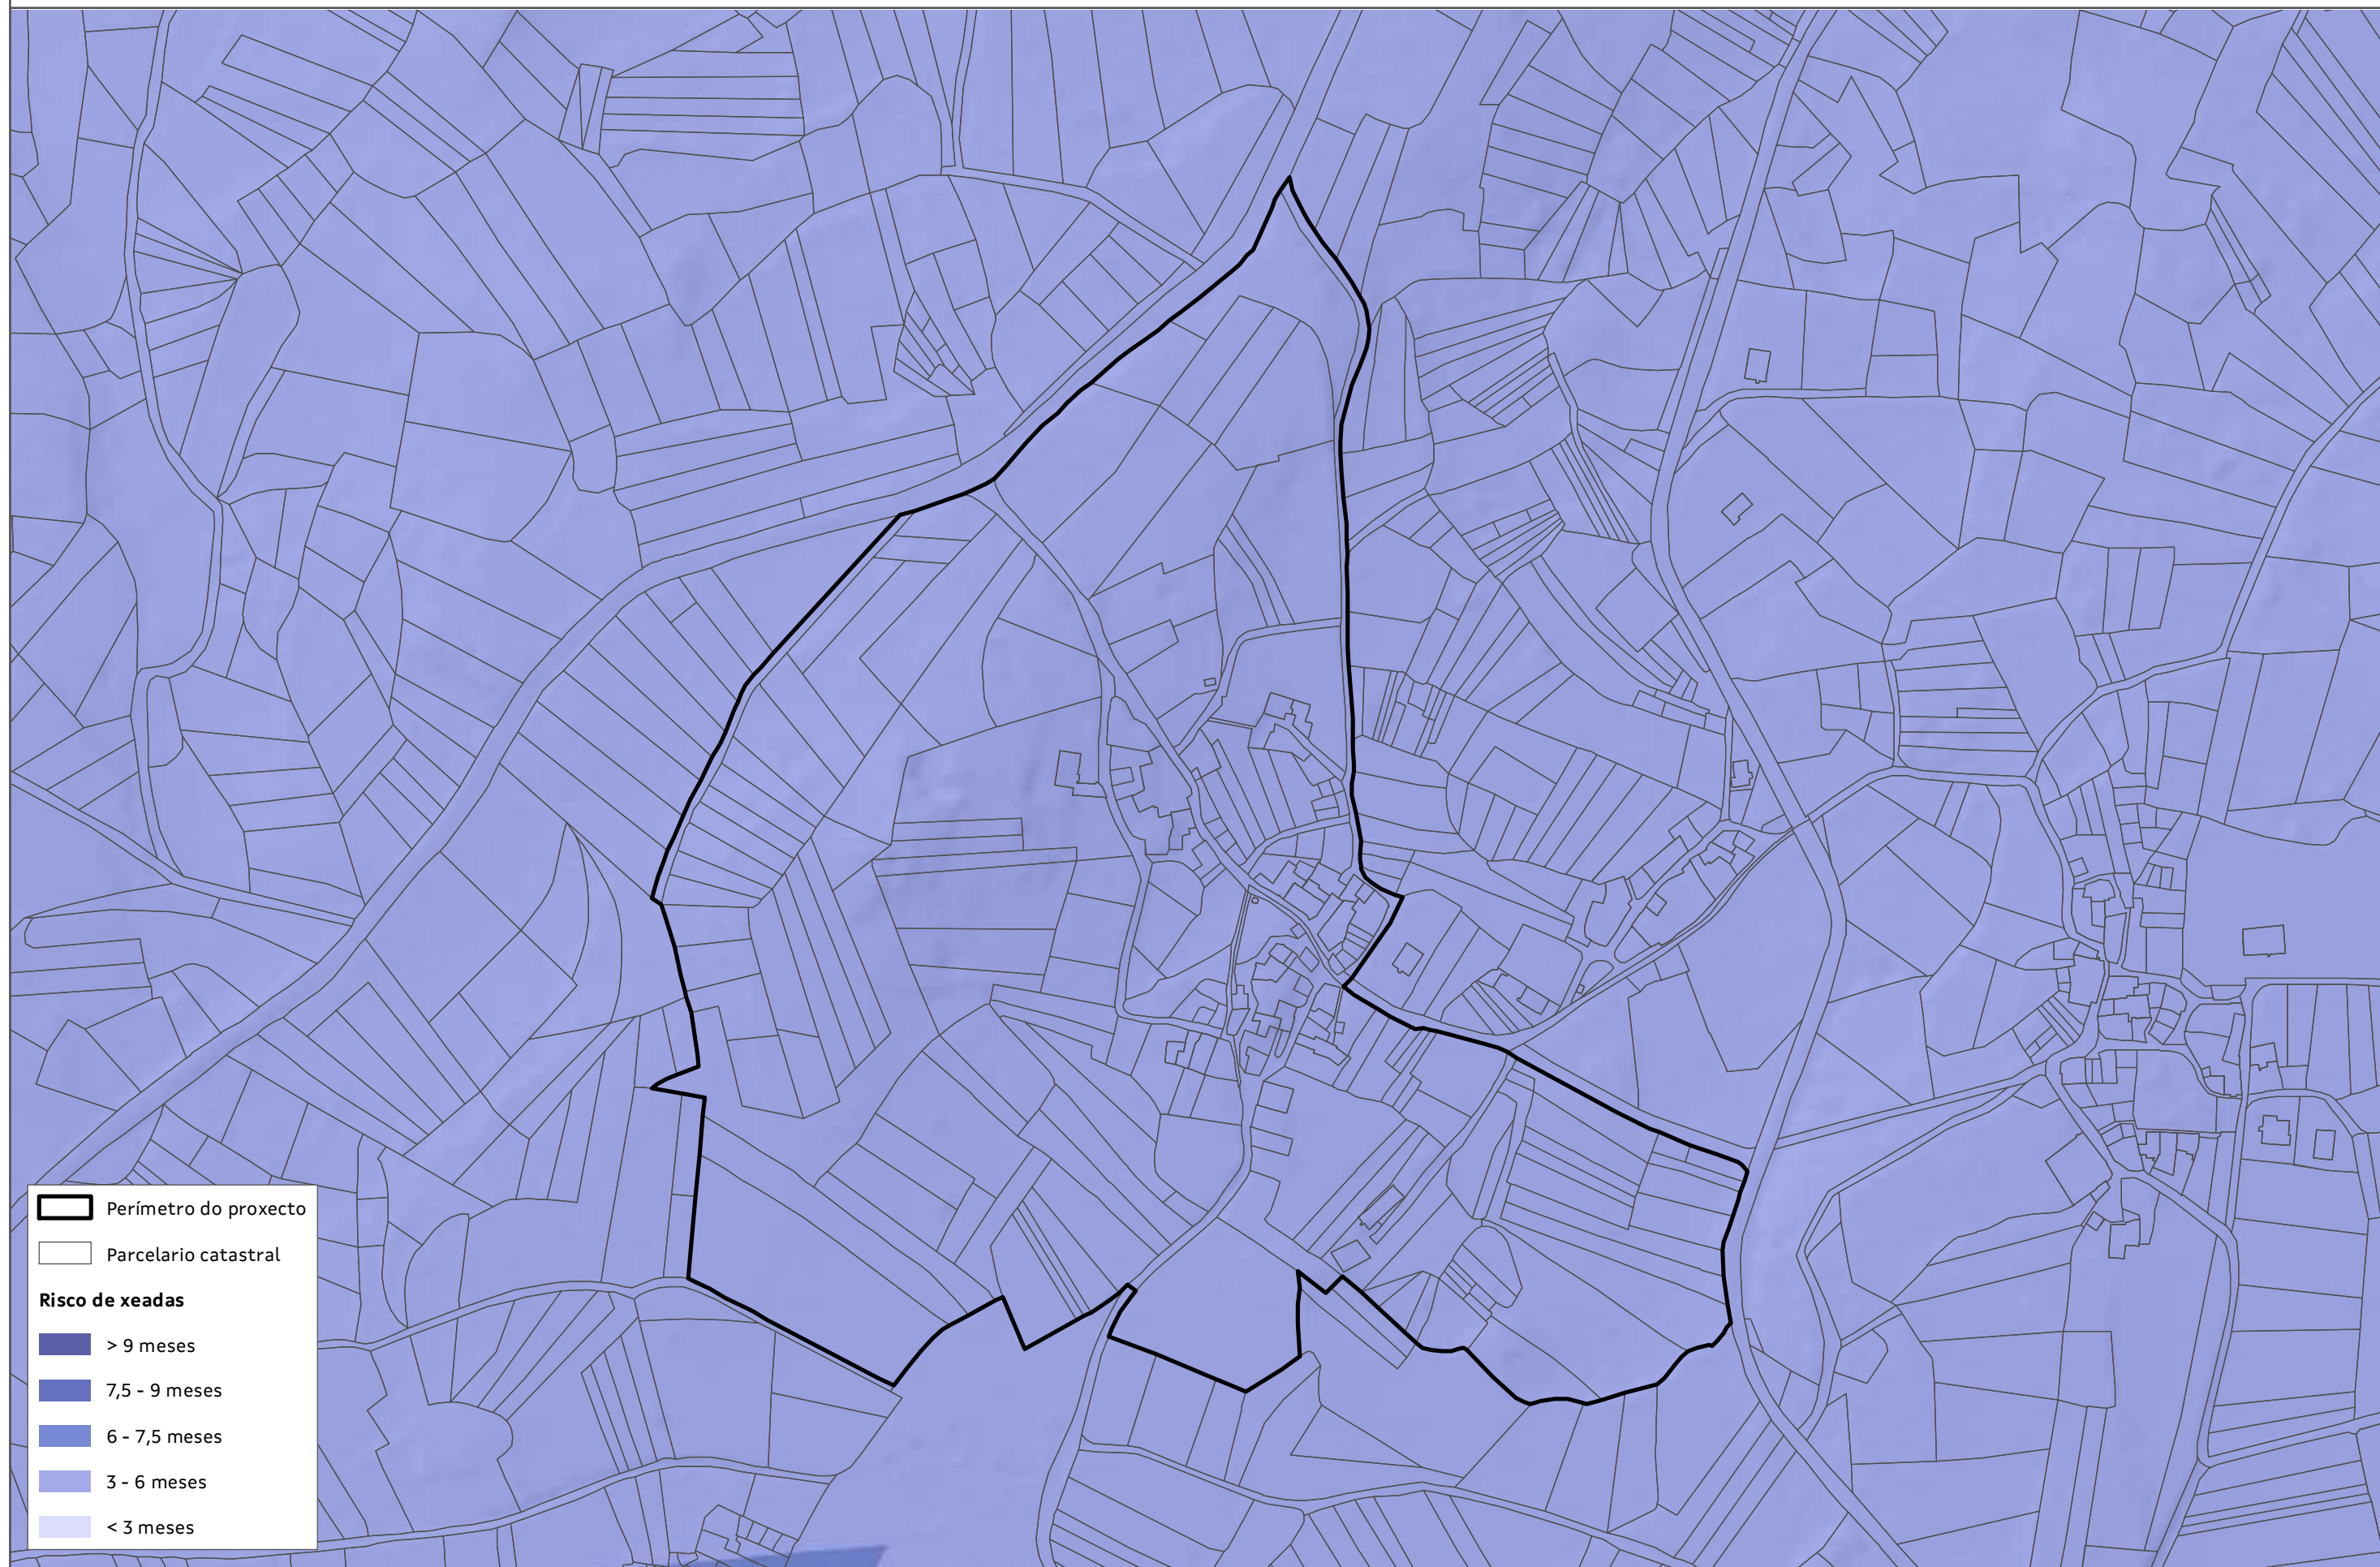 Perímetro do proxecto
Parcelario catastral
Risco de xeadas
> 9 meses
7,5 - 9 meses
6 - 7,5 meses
3 - 6 meses
< 3 meses